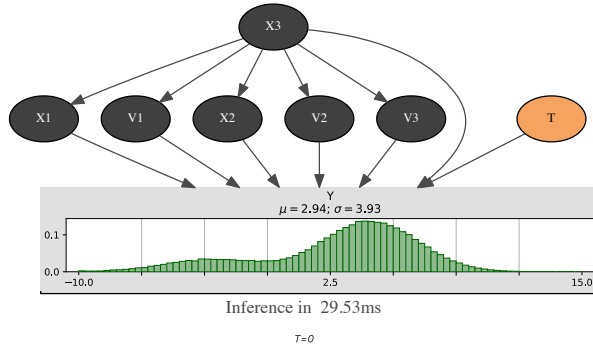 X3
X1 V1 X2 V2 V3 T
Y
μ = 2.94; σ = 3.93
0.1
0.0
−10.0 2.5 15.0
Inference in 29.53ms
T=0